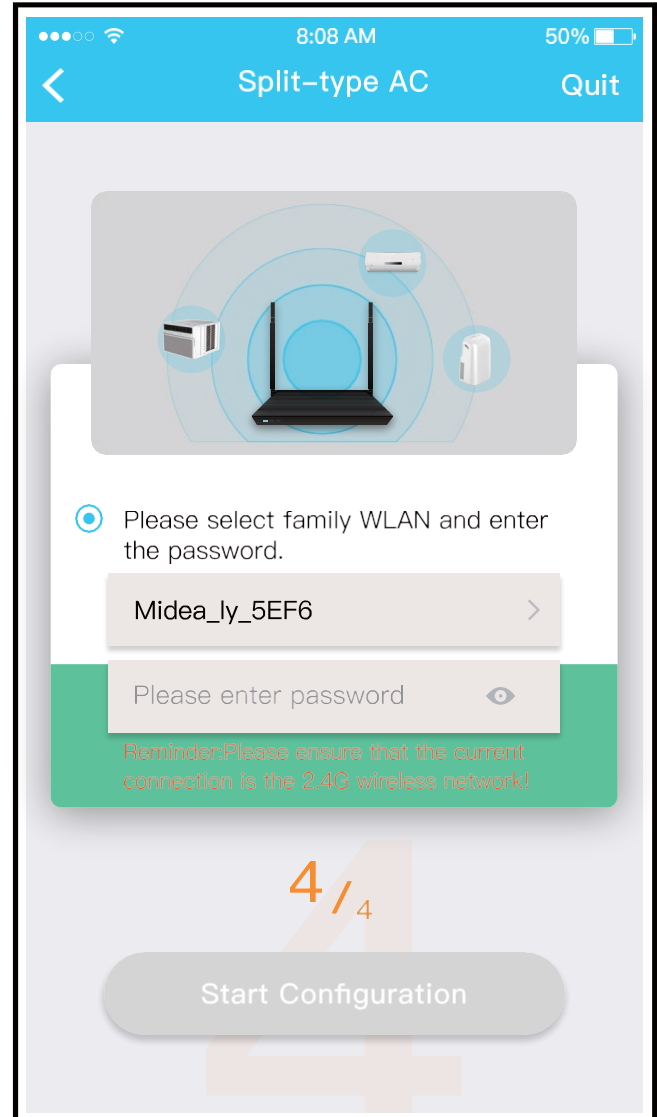 8:08 AM
50%
Split-type AC
Quit
Please select family WLAN and enter
the password.
Midea_ly_5EF6
Please enter password
Reminder:Please ensure that the current
connection is the 2.4G wireless network!
4/4
Start Configuration
4